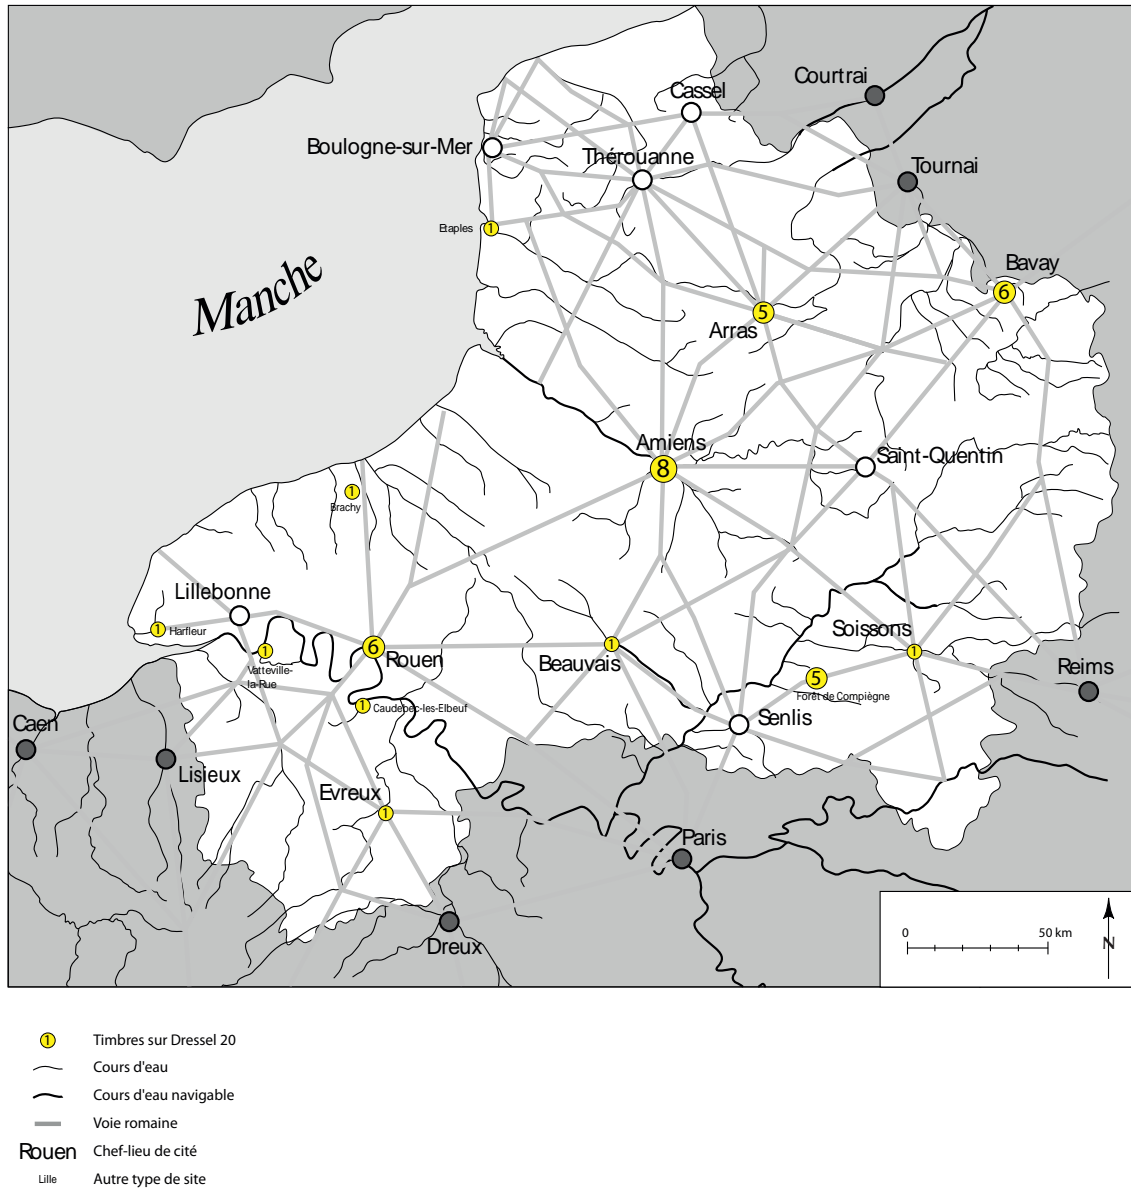 Courtrai
Cassel
Boulogne-sur-Mer
Thérouanne
Tournai
Etaples
1
Bavay
6
Manche
5
Arras
Amiens
8
Saint-Quentin
1
Brachy
Lillebonne
1
Harfleur
1
Vatteville-
la-Rue
6
Rouen
1
Beauvais
Soissons
1
5
Forêt de Compiègne
Reims
1
Caudebec-les-Elbeuf
Senlis
Caen
Lisieux
Evreux
1
Paris
Dreux
0
50 km
N
1
Timbres sur Dressel 20
Cours d'eau
Cours d'eau navigable
Voie romaine
Rouen
Chef-lieu de cité
Lille
Autre type de site